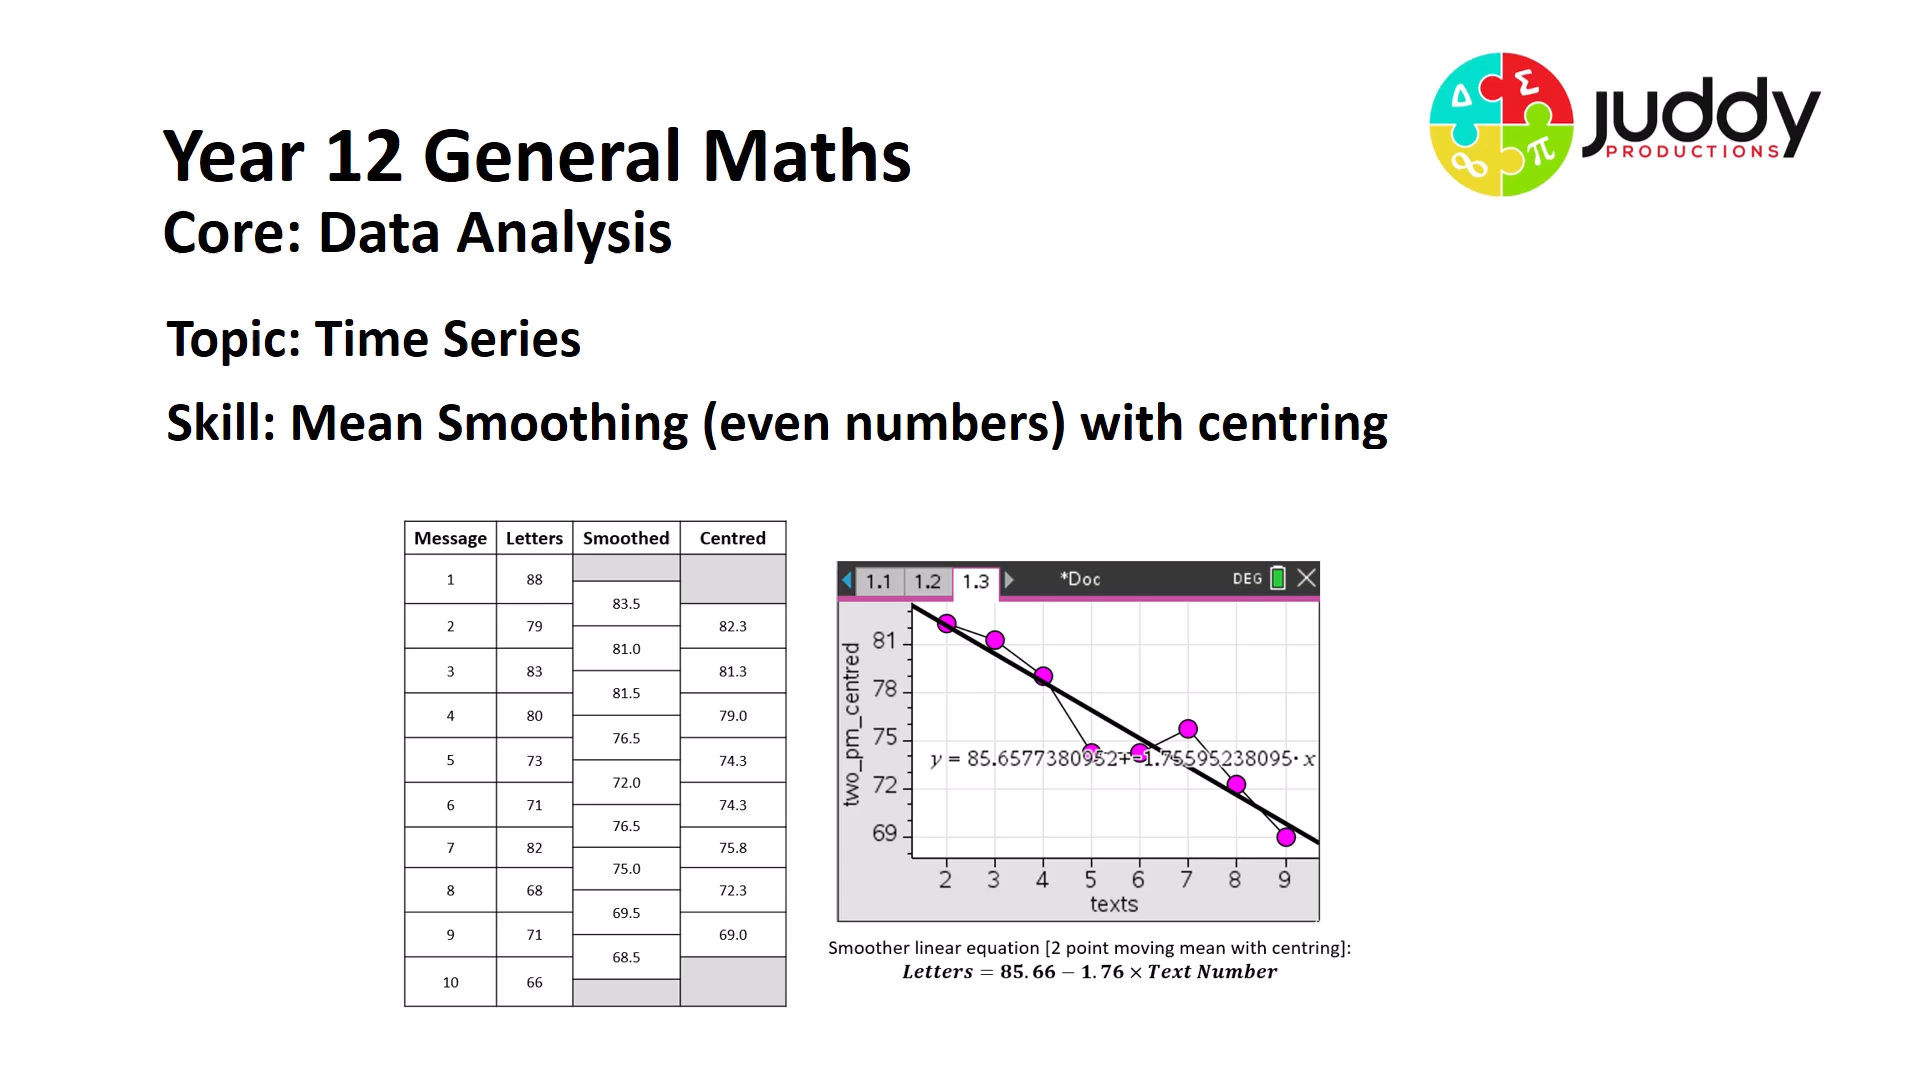 Δ Σ
∞ π
juddy
PRODUCTIONS
Year 12 General Maths
Core: Data Analysis
Topic: Time Series
Skill: Mean Smoothing (even numbers) with centring
Message Letters Smoothed Centred
1 88
83.5
2 79 82.3
81.0
3 83 81.3
81.5
4 80 79.0
76.5
5 73 74.3
72.0
6 71 74.3
76.5
7 82 75.8
75.0
8 68 72.3
69.5
9 71 69.0
68.5
10 66
1.1 1.2 1.3 *Doc DEG
two_pm_centred
81
78
75
y = 85.6577380952+-1.75595238095· x
72
69
2 3 4 5 6 7 8 9
texts
Smoother linear equation [2 point moving mean with centring]:
Letters = 85.66 − 1.76 × Text Number